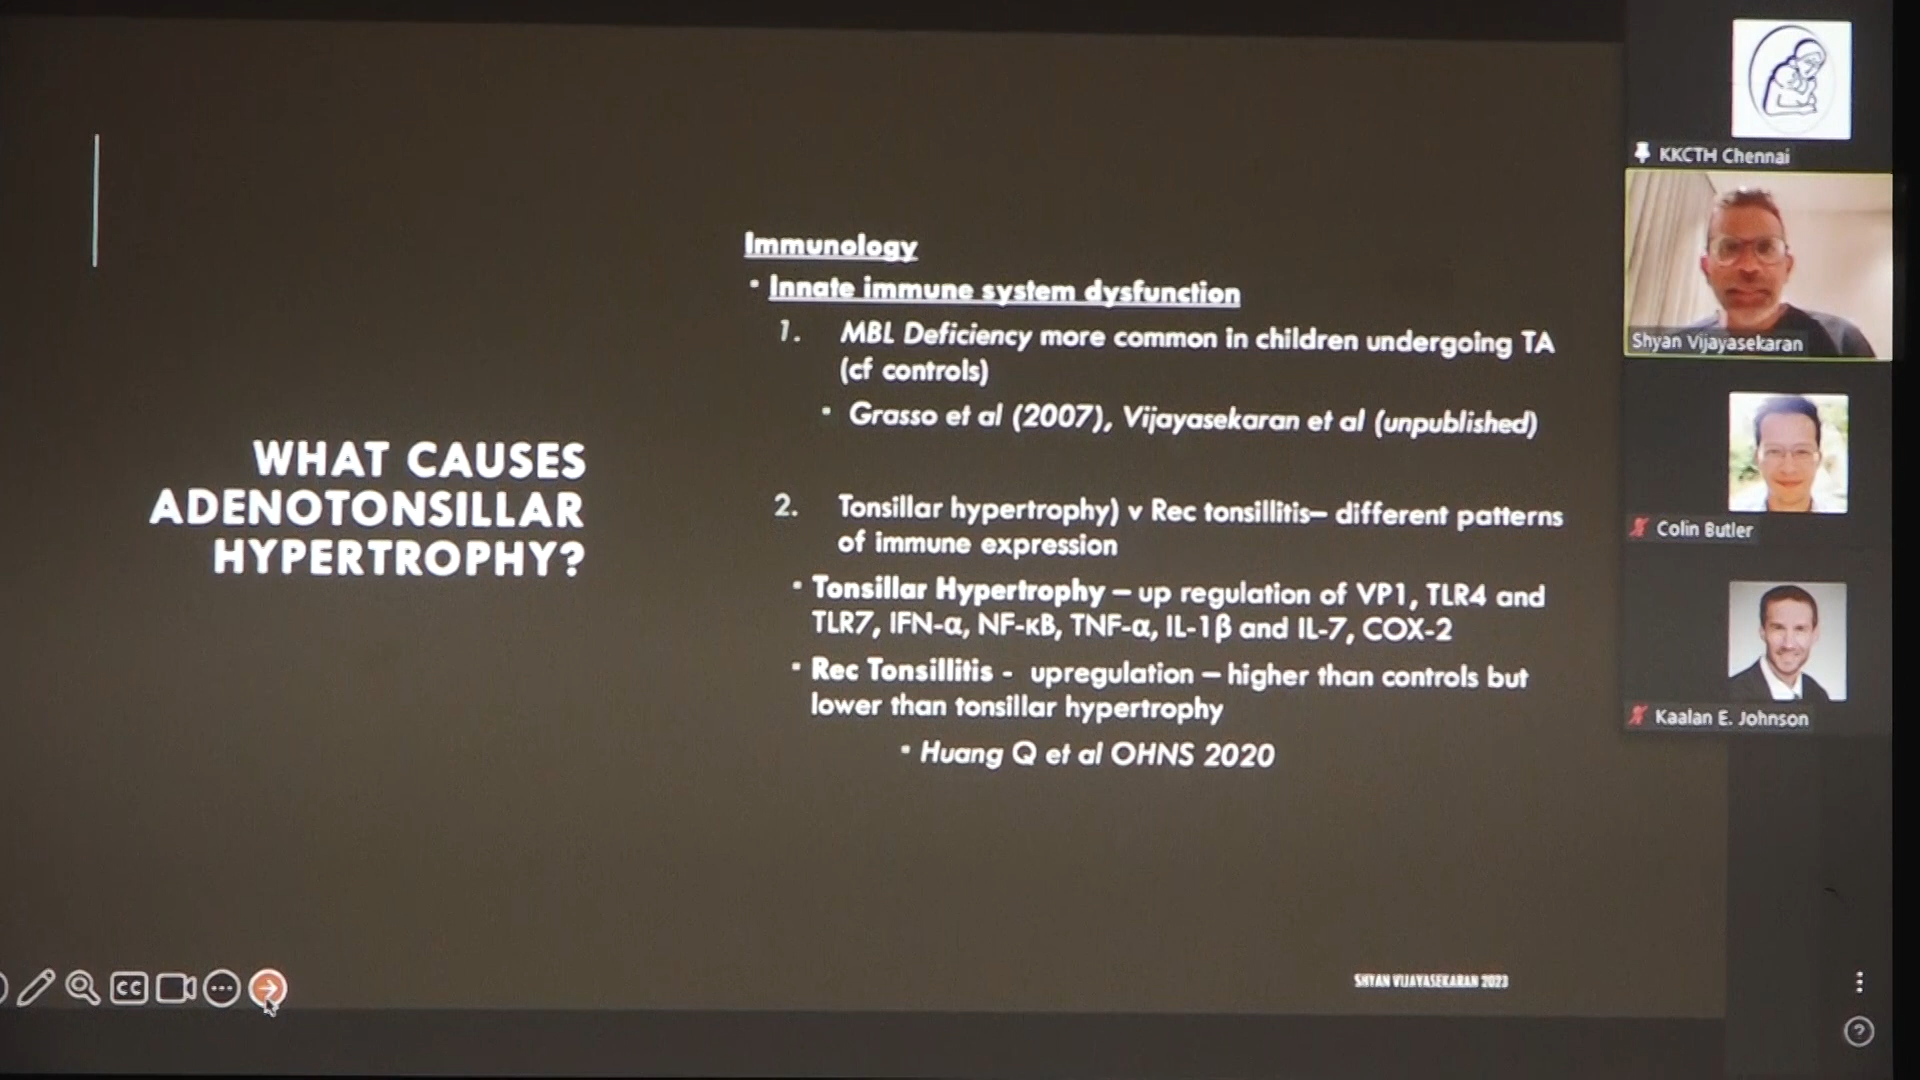 WHAT CAUSES
ADENOTONSILLAR
HYPERTROPHY?
Immunology
• Innate immune system dysfunction
1. MBL Deficiency more common in children undergoing TA
(cf controls)
• Grasso et al (2007), Vijayasekaran et al (unpublished)
2. Tonsillar hypertrophy) v Rec tonsillitis– different patterns
of immune expression
• Tonsillar Hypertrophy – up regulation of VP1, TLR4 and
TLR7, IFN-α, NF-κB, TNF-α, IL-1β and IL-7, COX-2
• Rec Tonsillitis - upregulation – higher than controls but
lower than tonsillar hypertrophy
• Huang Q et al OHNS 2020
SHYAN VIJAYASEKARAN 2023
CC
KKCTH Chennai
Shyan Vijayasekaran
Colin Butler
Kaalan E. Johnson
?